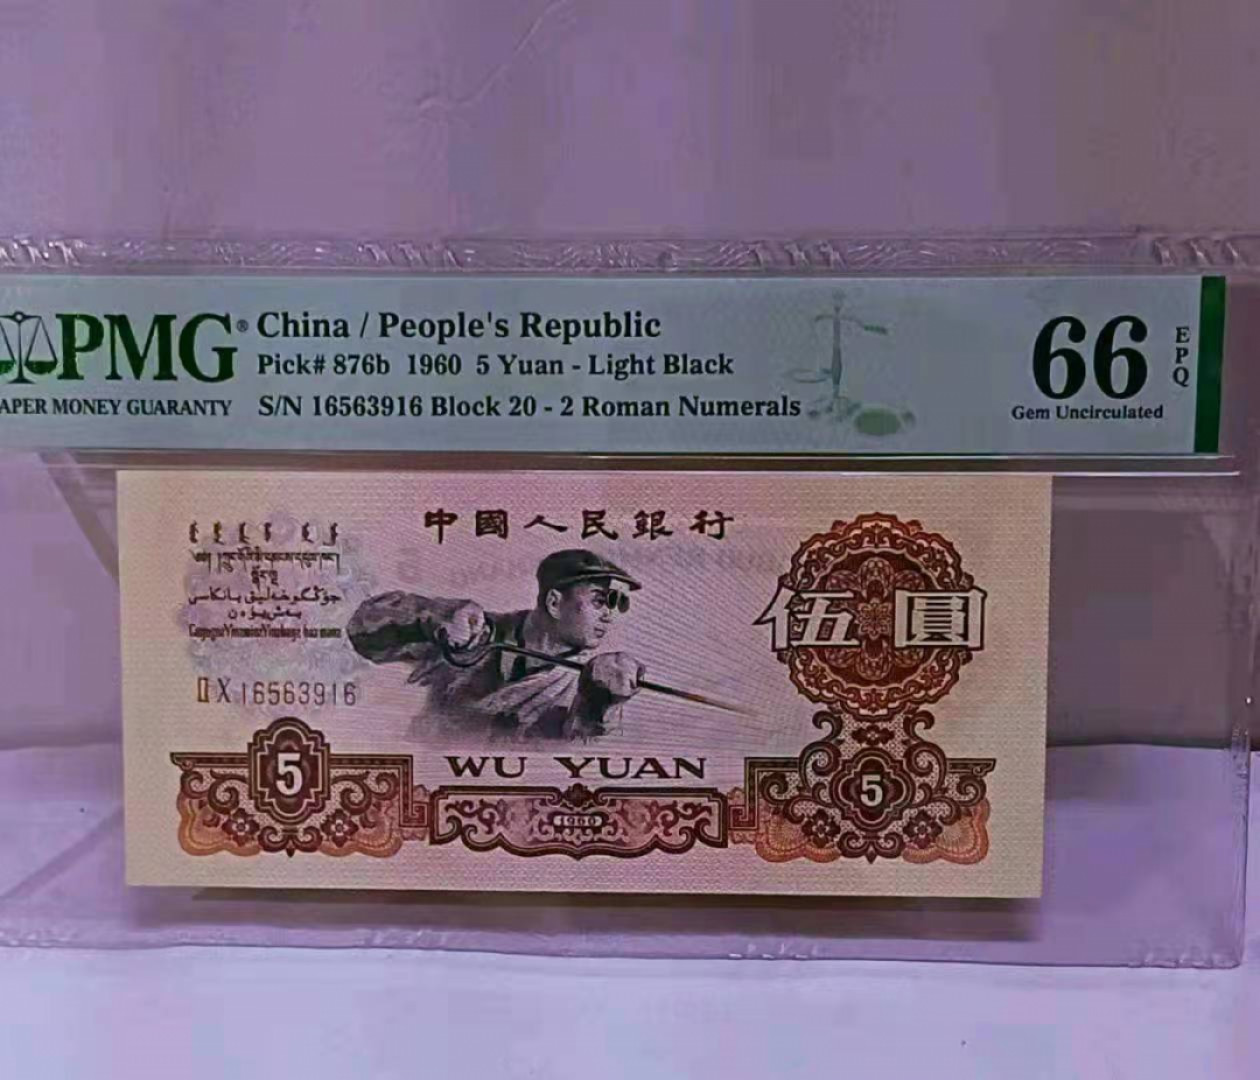 PMG®
APER MONEY GUARANTY
China / People's Republic
Pick# 876b 1960 5 Yuan - Light Black
S/N 16563916 Block 20 - 2 Roman Numerals
66
EPQ
Gem Uncirculated
中國人民銀行
伍圓
ⅡⅩ16563916
5
WU YUAN
5
1960